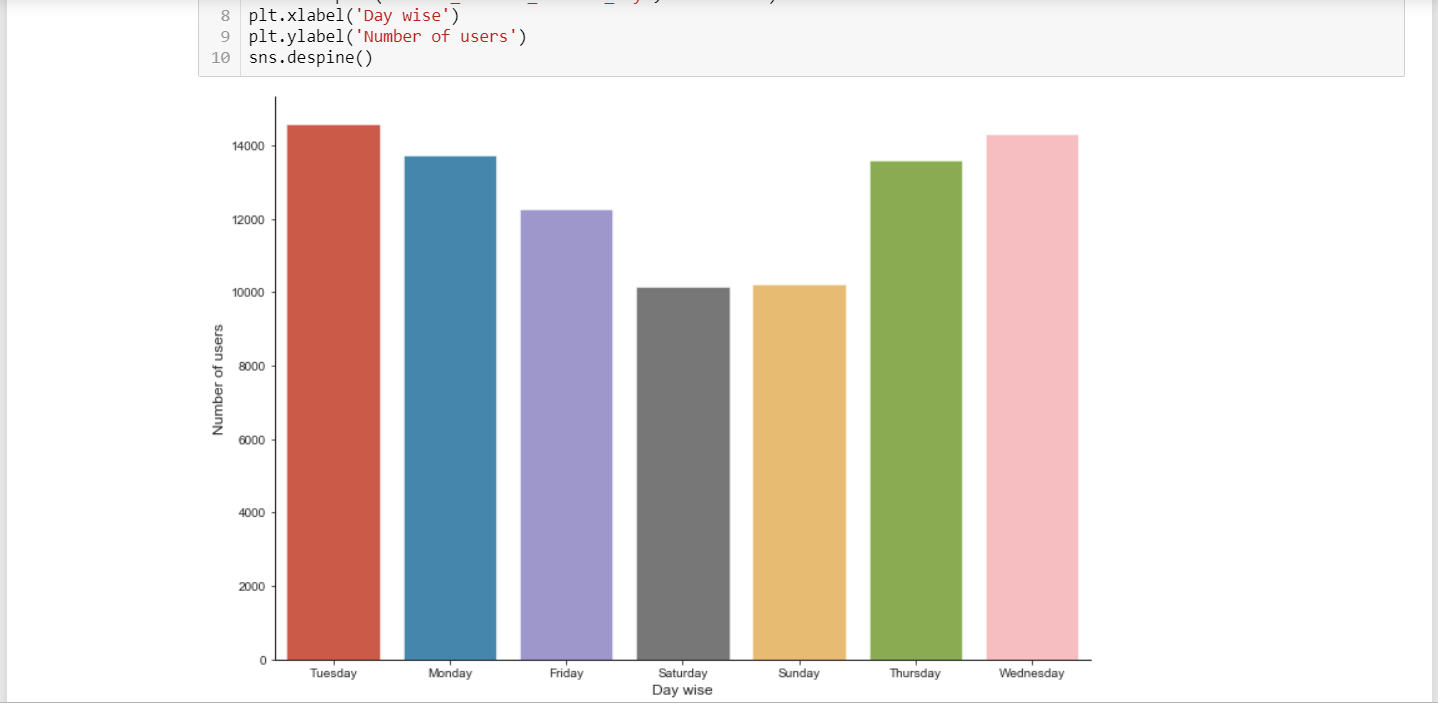 8 plt.xlabel('Day wise')
9 plt.ylabel('Number of users')
10 sns.despine()
14000
12000
10000
8000
6000
4000
2000
0
Number of users
Tuesday Monday Friday Saturday Sunday Thursday Wednesday
Day wise